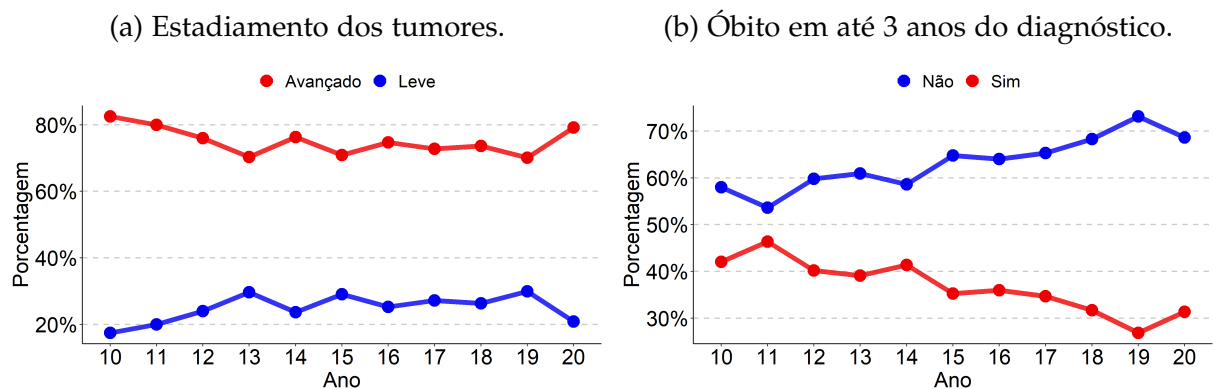 (a) Estadiamento dos tumores.
Avançado Leve
Porcentagem
80%
60%
40%
20%
10 11 12 13 14 15 16 17 18 19 20
Ano
(b) Óbito em até 3 anos do diagnóstico.
Não Sim
Porcentagem
70%
60%
50%
40%
30%
10 11 12 13 14 15 16 17 18 19 20
Ano